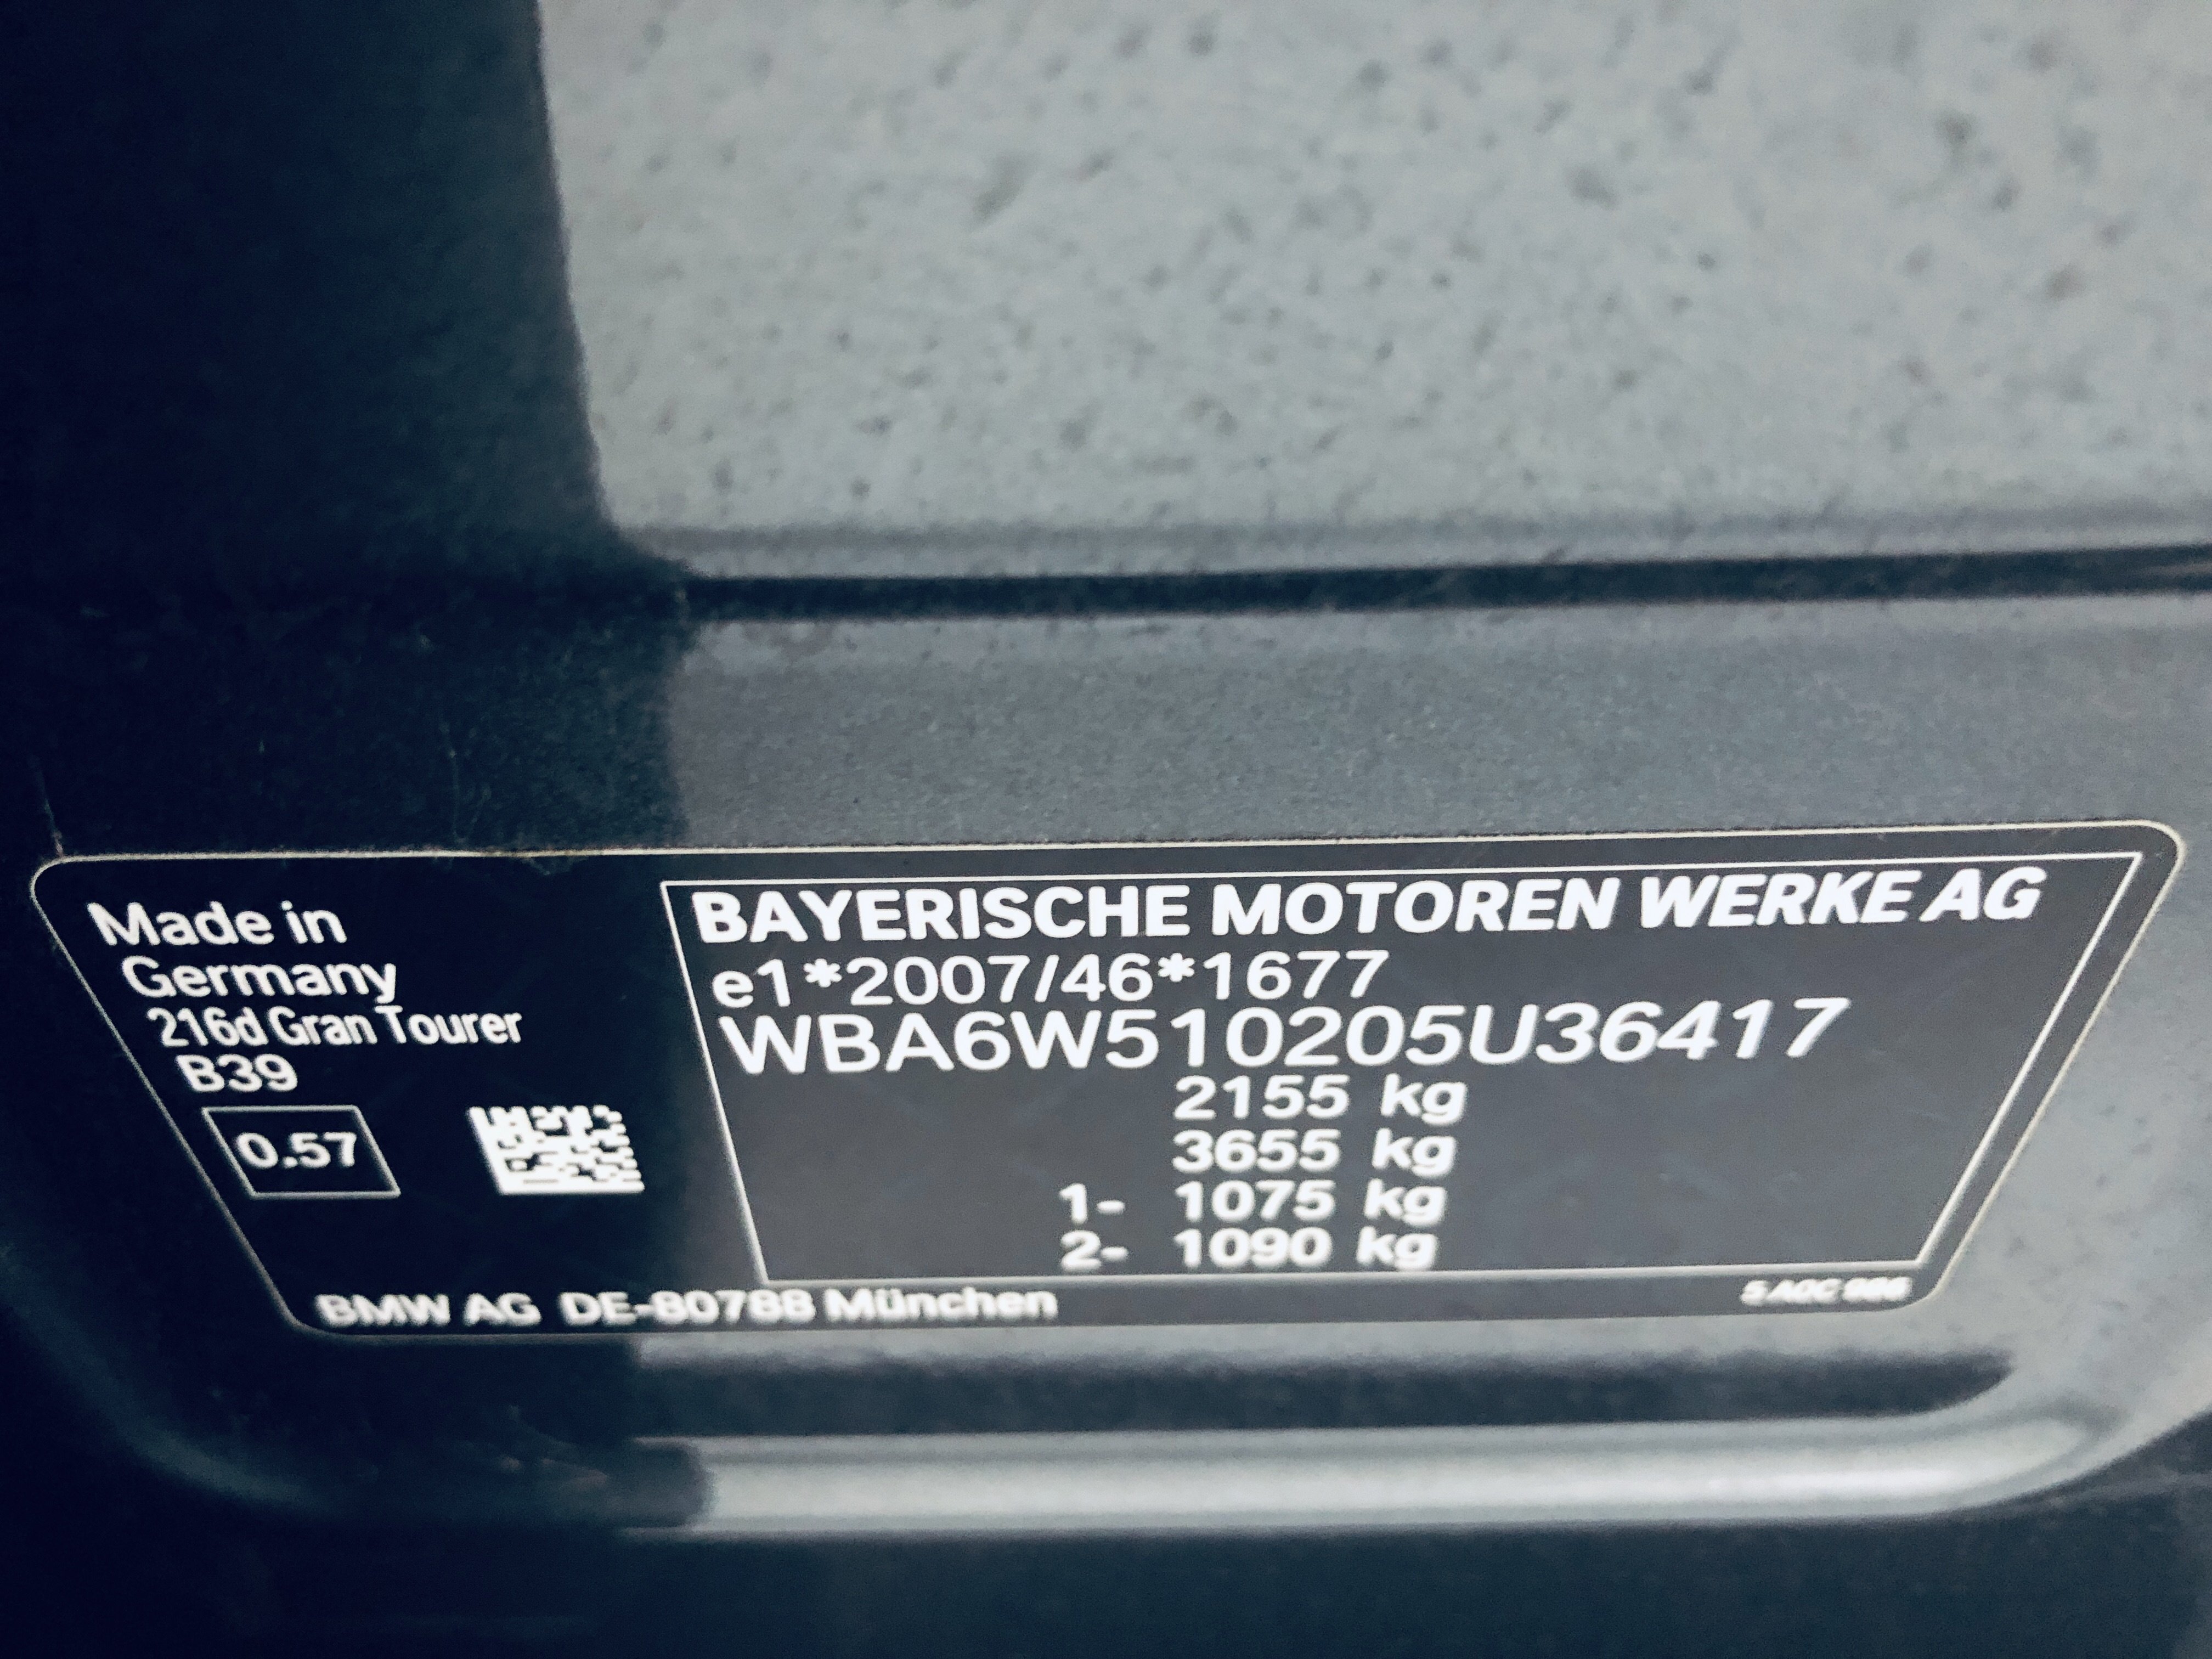 Made in
Germany
216d Gran Tourer
B39
0.57
BAYERISCHE MOTOREN WERKE AG
e1*2007/46*1677
WBA6W510205U36417
2155 kg
3655 kg
1- 1075 kg
2- 1090 kg
BMW AG DE-80788 München